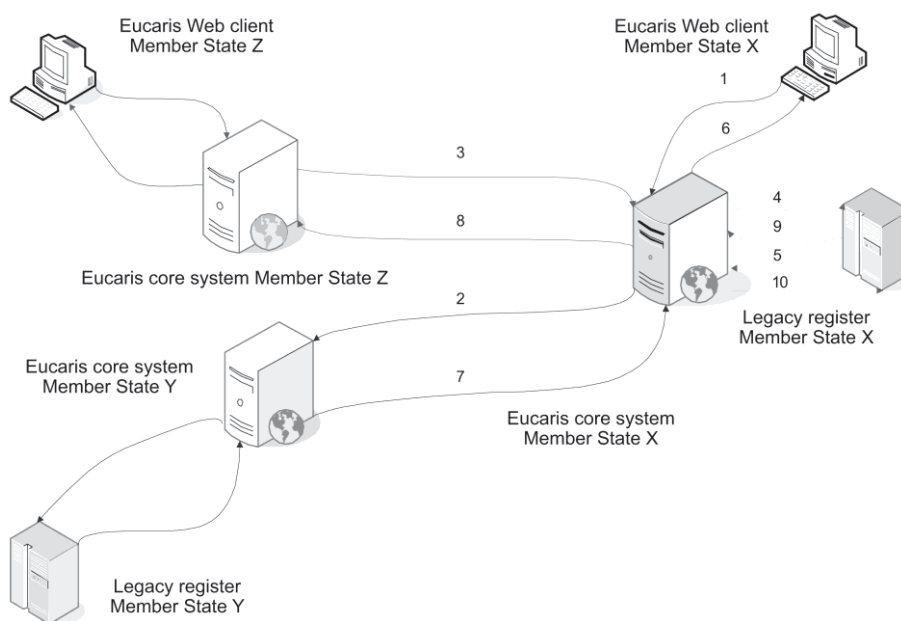 Eucaris Web client
Member State Z
Eucaris Web client
Member State X
1
6
3
4
8
9
5
10
Eucaris core system Member State Z
2
Legacy register
Member State X
Eucaris core system
Member State Y
7
Eucaris core system
Member State X
Legacy register
Member State Y